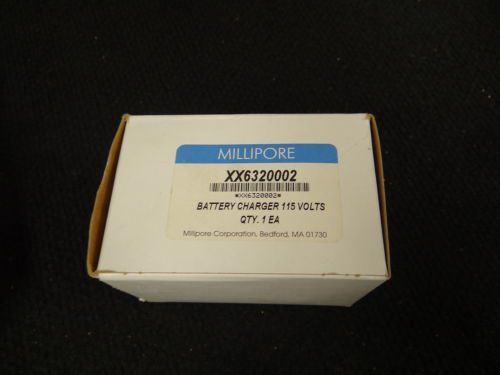 MILLIPORE
XX6320002
*XX6320002*
BATTERY CHARGER 115 VOLTS
QTY. 1 EA
Millipore Corporation, Bedford, MA 01730